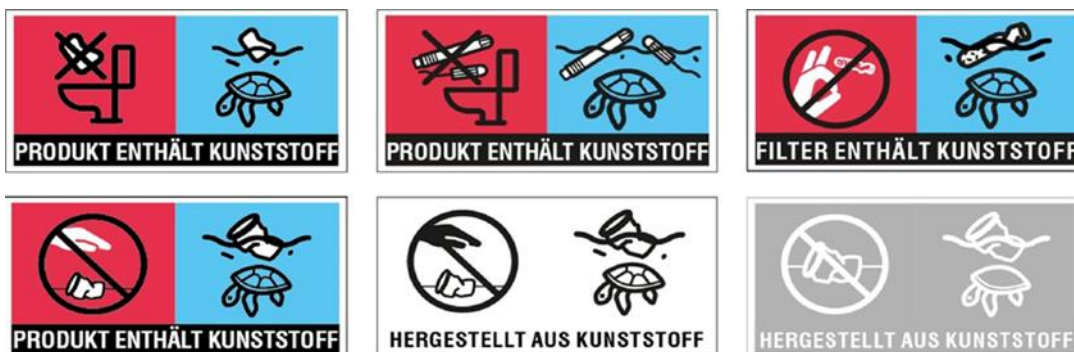 PRODUKT ENTHÄLT KUNSTSTOFF
PRODUKT ENTHÄLT KUNSTSTOFF
FILTER ENTHÄLT KUNSTSTOFF
PRODUKT ENTHÄLT KUNSTSTOFF
HERGESTELLT AUS KUNSTSTOFF
HERGESTELLT AUS KUNSTSTOFF